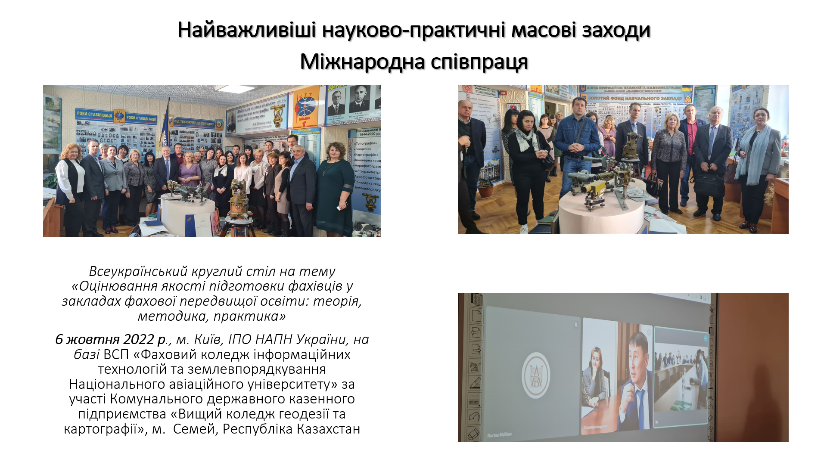 Найважливіші науково-практичні масові заходи
Міжнародна співпраця
Всеукраїнський круглий стіл на тему
«Оцінювання якості підготовки фахівців у
закладах фахової передвищої освіти: теорія,
методика, практика»
6 жовтня 2022 р., м. Київ, ІПО НАПН України, на
базі ВСП «Фаховий коледж інформаційних
технологій та землевпорядкування
Національного авіаційного університету» за
участі Комунального державного казенного
підприємства «Вищий коледж геодезії та
картографії», м. Семей, Республіка Казахстан